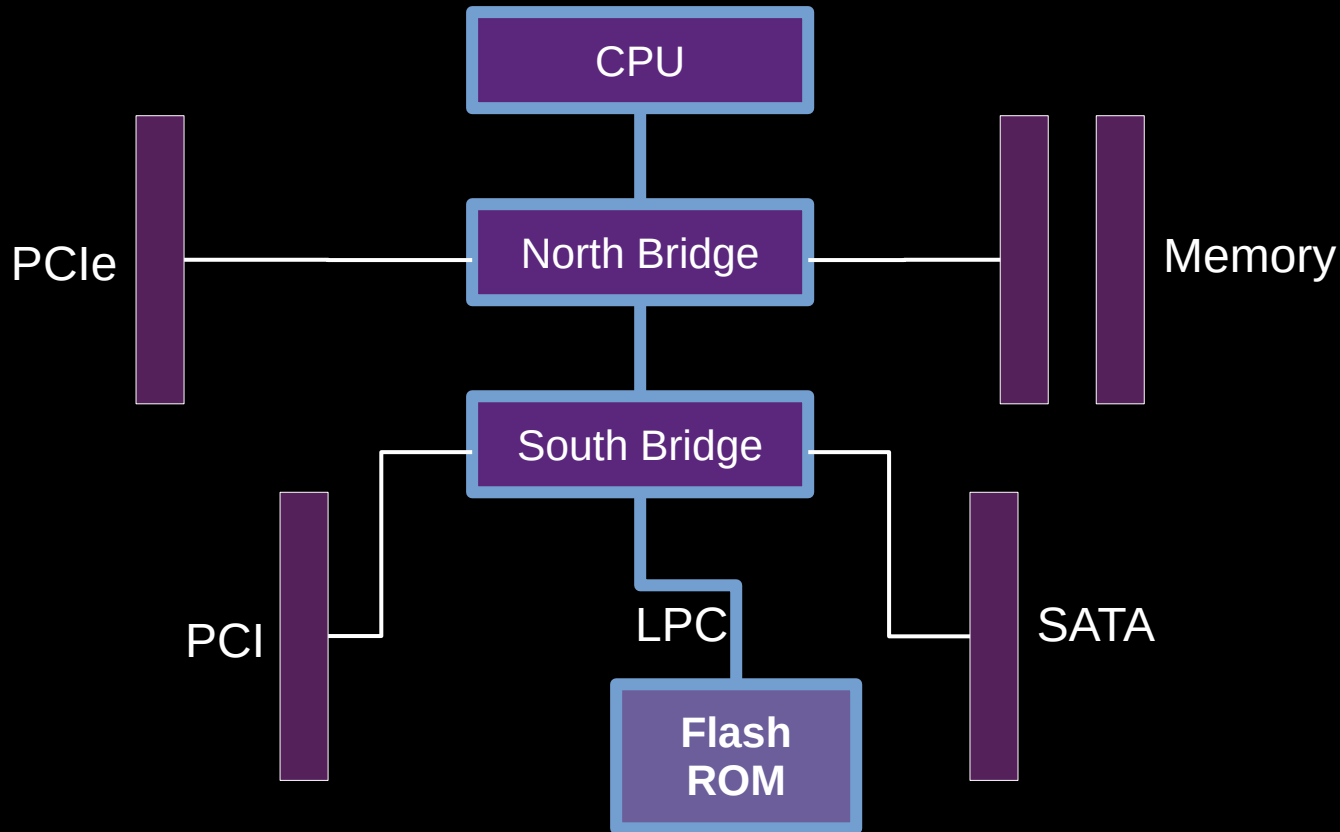 CPU
PCIe
North Bridge
Memory
South Bridge
PCI
LPC
SATA
Flash
ROM